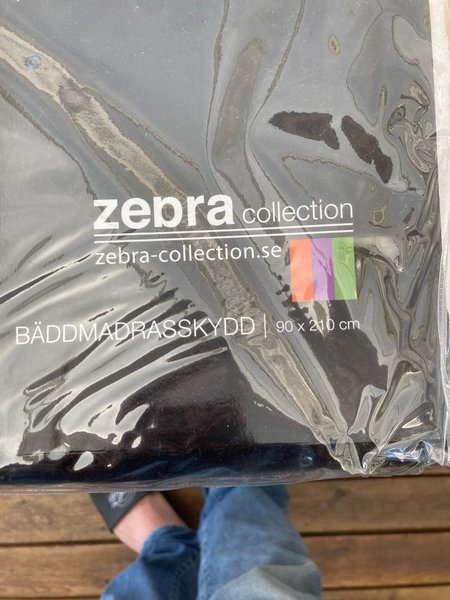 zebra collection
zebra-collection.se
BÄDDMADRASSKYDD | 90 x 210 cm